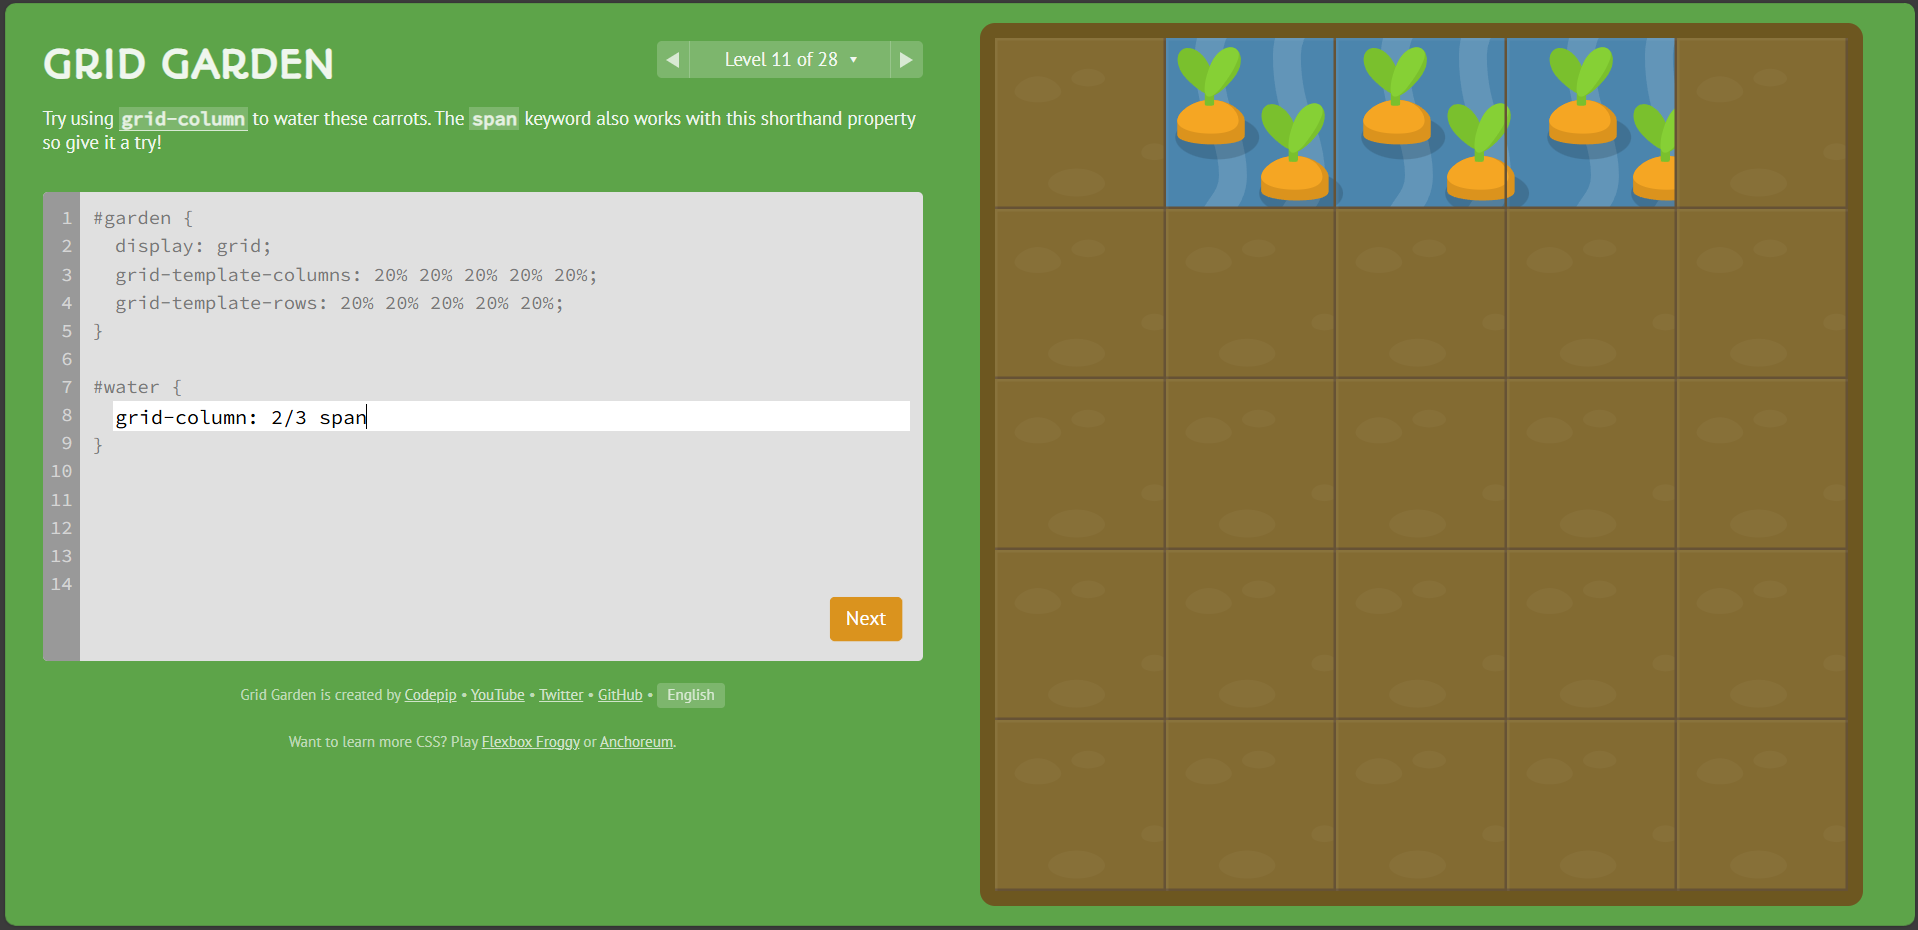 GRID GARDEN
Level 11 of 28
Try using grid-column to water these carrots. The span keyword also works with this shorthand property
so give it a try!
1 #garden {
2 display: grid;
3 grid-template-columns: 20% 20% 20% 20% 20%;
4 grid-template-rows: 20% 20% 20% 20% 20%;
5 }
6
7 #water {
8 grid-column: 2/3 span
9 }
10
11
12
13
14
Next
Grid Garden is created by Codepip • YouTube • Twitter • GitHub • English
Want to learn more CSS? Play Flexbox Froggy or Anchoreum.